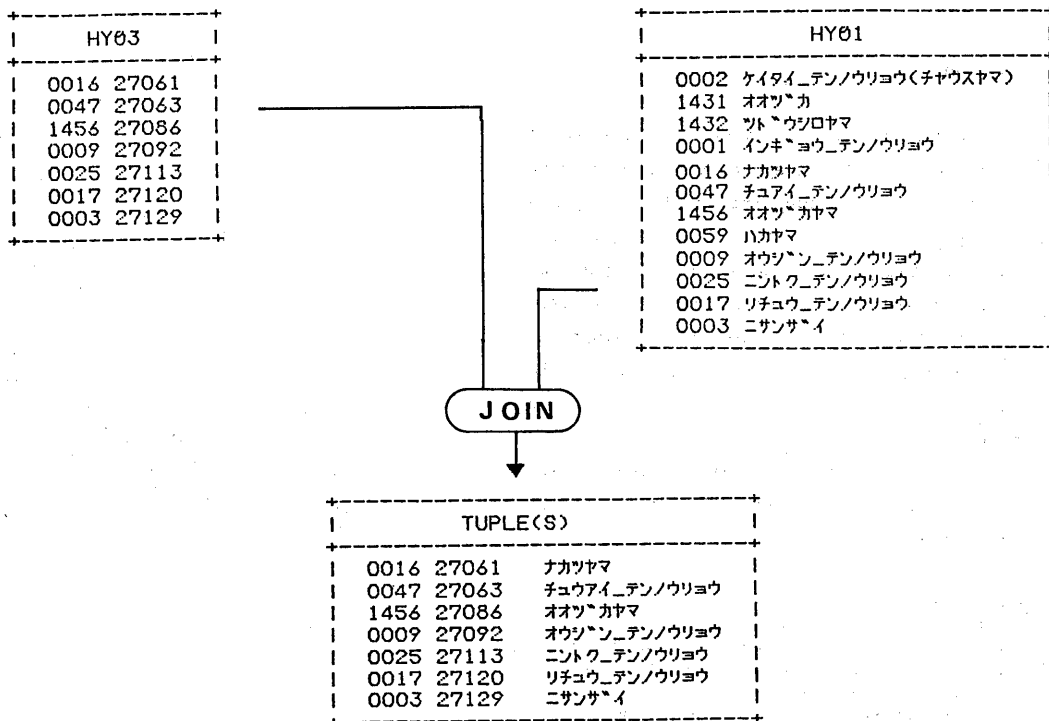 HY03
0016 27061
0047 27063
1456 27086
0009 27092
0025 27113
0017 27120
0003 27129
HY01
0002 ケイタイ_テンノウリョウ(チャウスヤマ)
1431 オオヅカ
1432 ツドウシロヤマ
0001 インギョウ_テンノウリョウ
0016 ナカツヤマ
0047 チュアイ_テンノウリョウ
1456 オオヅカヤマ
0059 ハカヤマ
0009 オウジン_テンノウリョウ
0025 ニントク_テンノウリョウ
0017 リチュウ_テンノウリョウ
0003 ニサンザイ
JOIN
TUPLE(S)
0016 27061 ナカツヤマ
0047 27063 チュウアイ_テンノウリョウ
1456 27086 オオヅカヤマ
0009 27092 オウジン_テンノウリョウ
0025 27113 ニントク_テンノウリョウ
0017 27120 リチュウ_テンノウリョウ
0003 27129 ニサンザイ